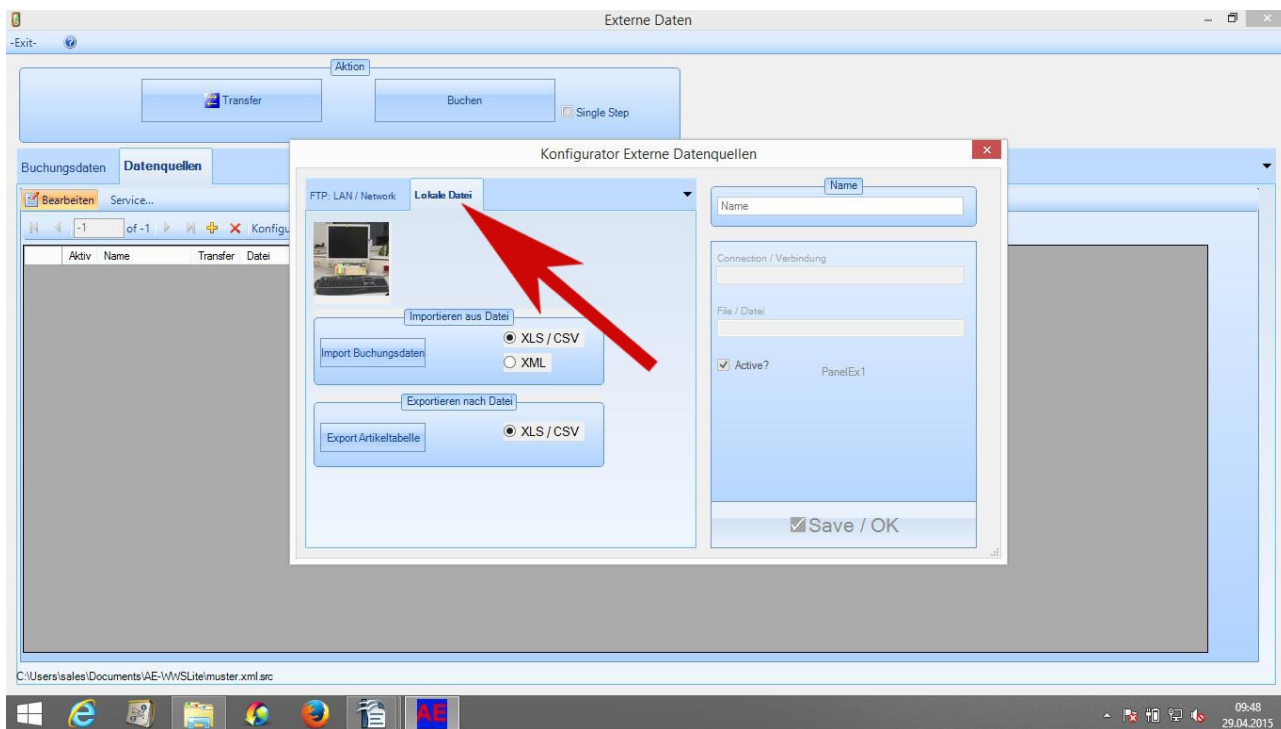 Externe Daten
-Exit-
Aktion
Transfer
Buchen
Single Step
Buchungsdaten
Datenquellen
Bearbeiten
Service...
-1
of -1
Konfigu
Aktiv
Name
Transfer
Datei
Konfigurator Externe Datenquellen
FTP: LAN / Network
Lokale Datei
Importieren aus Datei
Import Buchungsdaten
XLS / CSV
XML
Exportieren nach Datei
Export Artikeltabelle
XLS / CSV
Name
Name
Connection / Verbindung
File / Datei
Active?
PanelEx1
Save / OK
C:\Users\sales\Documents\AE-WWSLite\muster.xml.src
AE
09:48
29.04.2015